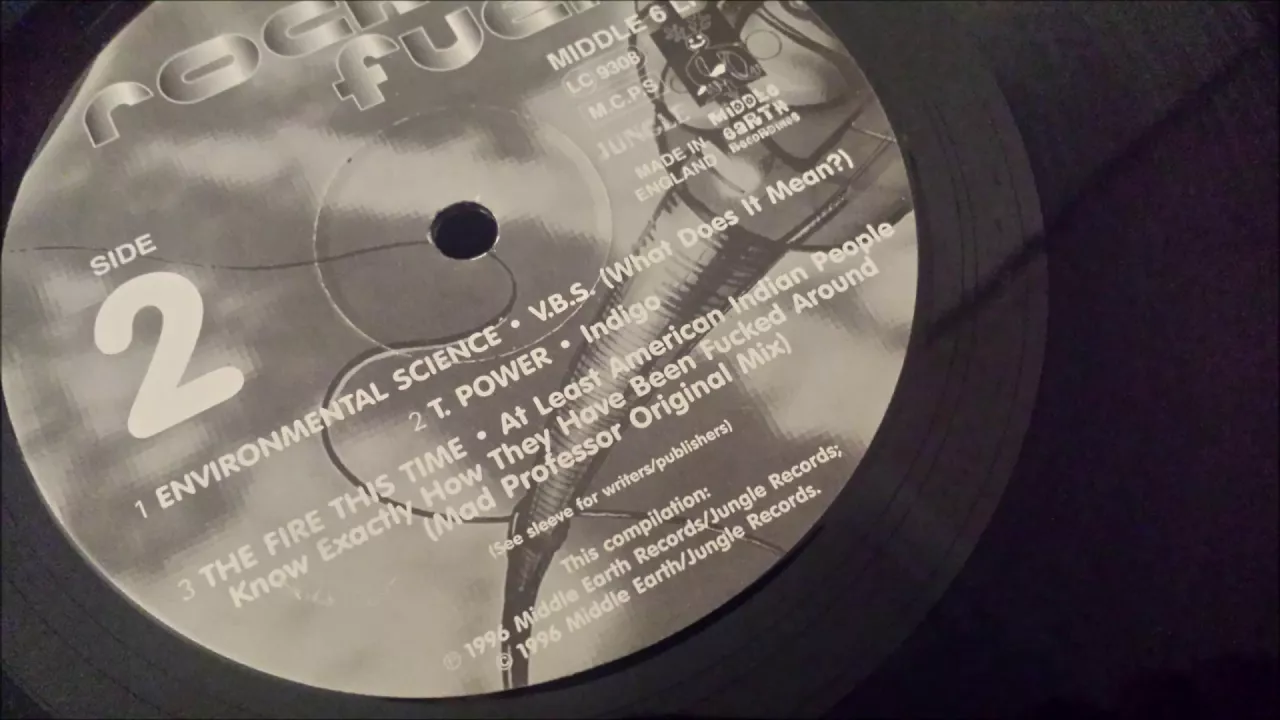 rock
fuel
MIDDLE 6 L
LC 9308
M.C.P.S
JUNGLE
MiDDLe
eaRTH
RecoRDiNGS
MADE IN
ENGLAND
SIDE
2
1 ENVIRONMENTAL SCIENCE • V.B.S. (What Does It Mean?)
2 T. POWER • Indigo
3 THE FIRE THIS TIME • At Least American Indian People
Know Exactly How They Have Been Fucked Around
(Mad Professor Original Mix)
(See sleeve for writers/publishers)
This compilation:
℗ 1996 Middle Earth Records/Jungle Records;
© 1996 Middle Earth/Jungle Records.